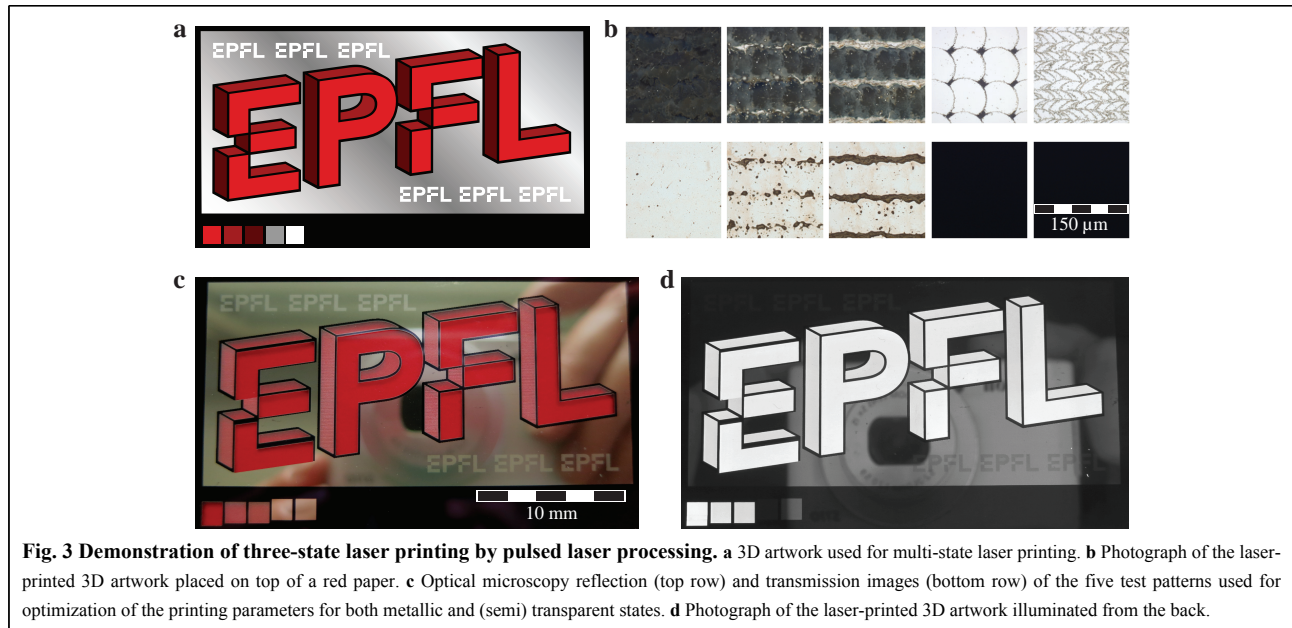 a
b
EPFL EPFL EPFL
EPFL
EPFL EPFL EPFL
150 µm
c
d
EPFL EPFL EPFL
EPFL
EPFL EPFL EPFL
10 mm
EPFL EPFL EPFL
EPFL
EPFL EPFL EPFL
Fig. 3 Demonstration of three-state laser printing by pulsed laser processing. a 3D artwork used for multi-state laser printing. b Photograph of the laser-
printed 3D artwork placed on top of a red paper. c Optical microscopy reflection (top row) and transmission images (bottom row) of the five test patterns used for
optimization of the printing parameters for both metallic and (semi) transparent states. d Photograph of the laser-printed 3D artwork illuminated from the back.